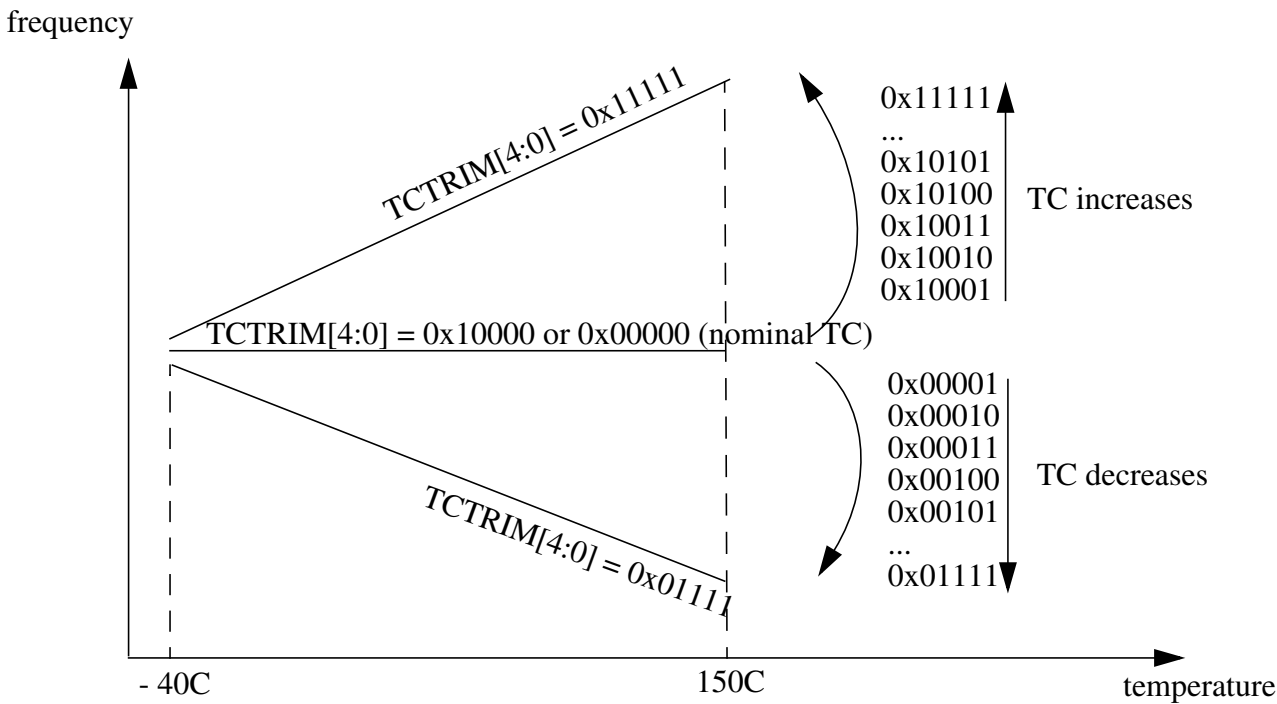 frequency
TCTRIM[4:0] = 0x11111
0x11111
...
0x10101
0x10100
0x10011
0x10010
0x10001
TC increases
TCTRIM[4:0] = 0x10000 or 0x00000 (nominal TC)
0x00001
0x00010
0x00011
0x00100
0x00101
...
0x01111
TC decreases
TCTRIM[4:0] = 0x01111
- 40C
150C
temperature